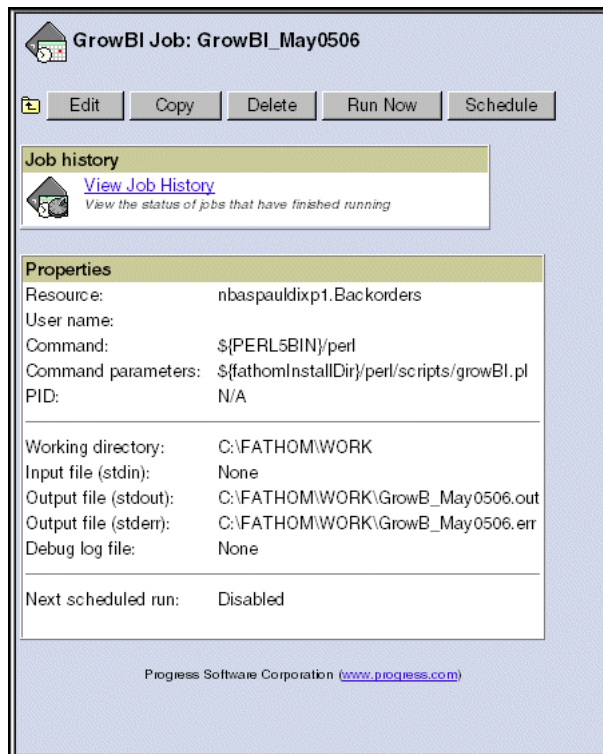 GrowBI Job: GrowBI_May0506
Edit Copy Delete Run Now Schedule
Job history
View Job History
View the status of jobs that have finished running
Properties
Resource: nbaspauldixp1.Backorders
User name:
Command: ${PERL5BIN}/perl
Command parameters: ${fathomInstallDir}/perl/scripts/growBI.pl
PID: N/A
Working directory: C:\FATHOM\WORK
Input file (stdin): None
Output file (stdout): C:\FATHOM\WORK\GrowB_May0506.out
Output file (stderr): C:\FATHOM\WORK\GrowB_May0506.err
Debug log file: None
Next scheduled run: Disabled
Progress Software Corporation (www.progress.com)